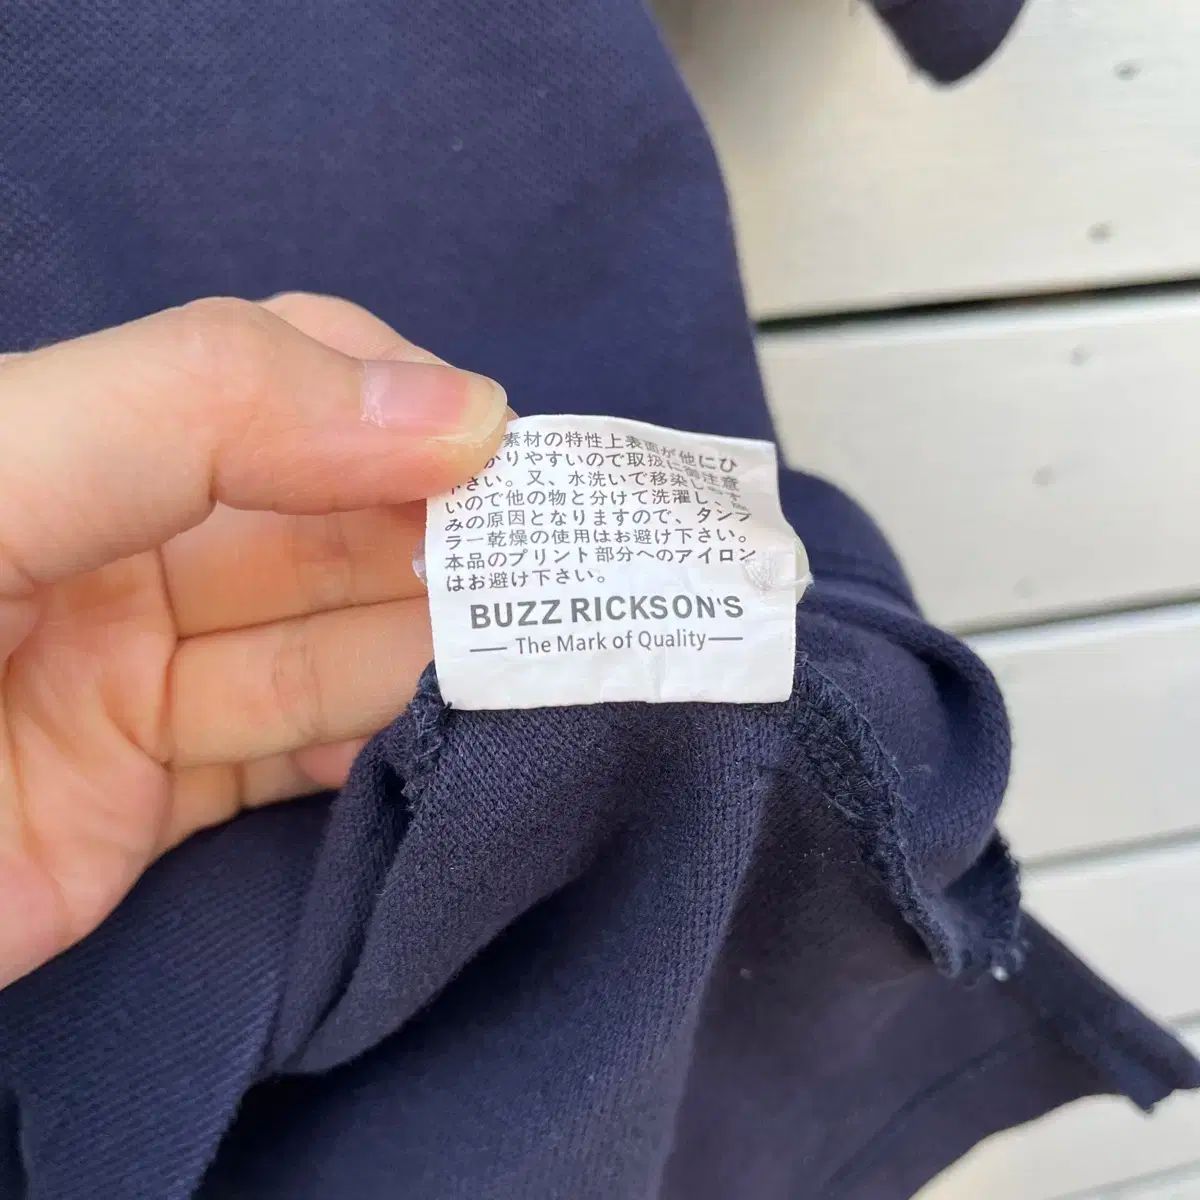 素材の特性上表面が他にひ
かりやすいので取扱に御注意
下さい。又、水洗いで移染し
いので他の物と分けて洗濯し、
みの原因となりますので、タンブ
ラー乾燥の使用はお避け下さい。
本品のプリント部分へのアイロン
はお避け下さい。
BUZZ RICKSON'S
The Mark of Quality